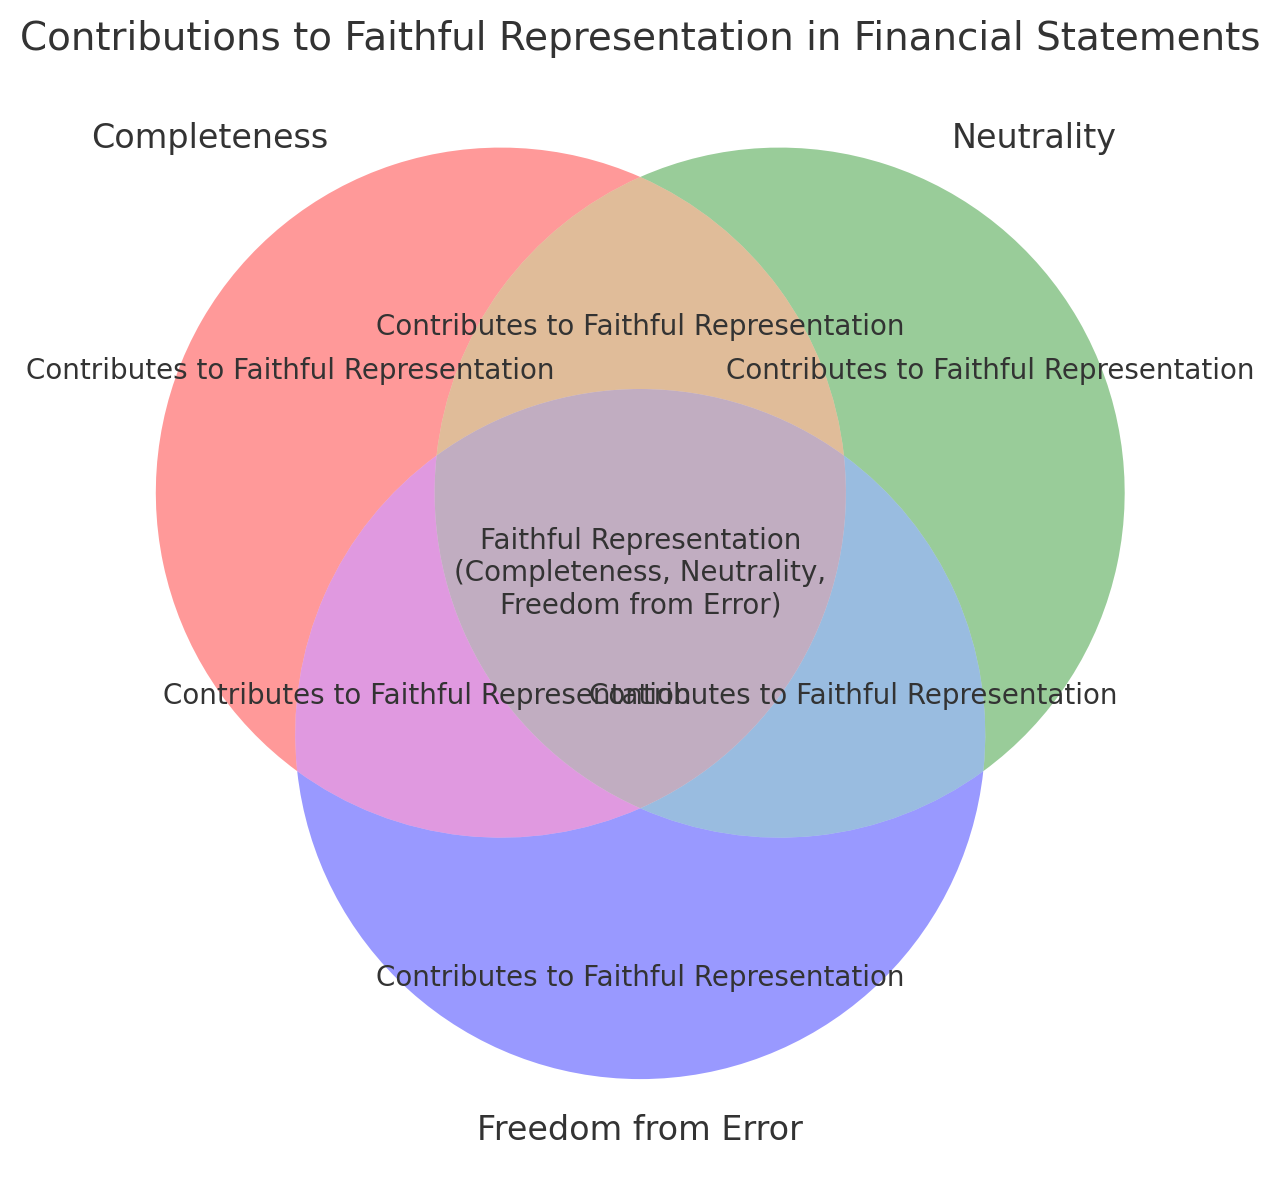 Contributions to Faithful Representation in Financial Statements
Completeness
Neutrality
Contributes to Faithful Representation
Contributes to Faithful Representation
Contributes to Faithful Representation
Faithful Representation
(Completeness, Neutrality,
Freedom from Error)
Contributes to Faithful Representation
Contributes to Faithful Representation
Contributes to Faithful Representation
Freedom from Error